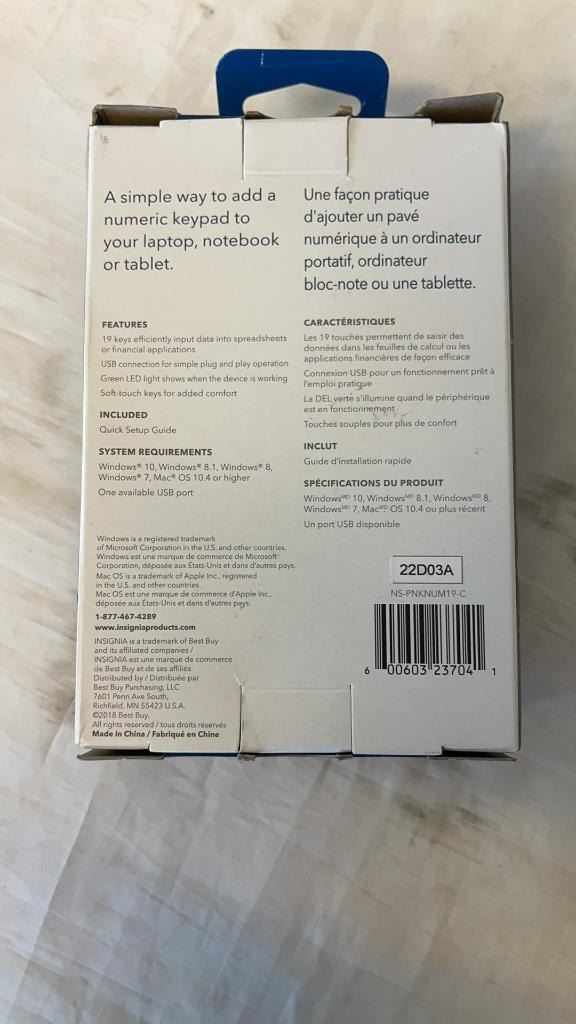 A simple way to add a
numeric keypad to
your laptop, notebook
or tablet.
FEATURES
19 keys efficiently input data into spreadsheets
or financial applications
USB connection for simple plug and play operation
Green LED light shows when the device is working
Soft-touch keys for added comfort
INCLUDED
Quick Setup Guide
SYSTEM REQUIREMENTS
Windows® 10, Windows® 8.1, Windows® 8,
Windows® 7, Mac® OS 10.4 or higher
One available USB port
Une façon pratique
d'ajouter un pavé
numérique à un ordinateur
portatif, ordinateur
bloc-note ou une tablette.
CARACTÉRISTIQUES
Les 19 touches permettent de saisir des
données dans les feuilles de calcul ou les
applications financières de façon efficace
Connexion USB pour un fonctionnement prêt à
l'emploi pratique
La DEL verte s'illumine quand le périphérique
est en fonctionnement
Touches souples pour plus de confort
INCLUT
Guide d'installation rapide
SPÉCIFICATIONS DU PRODUIT
Windowsᴹᴰ 10, Windowsᴹᴰ 8.1, Windowsᴹᴰ 8,
Windowsᴹᴰ 7, Macᴹᴰ OS 10.4 ou plus récent
Un port USB disponible
Windows is a registered trademark
of Microsoft Corporation in the U.S. and other countries.
Windows est une marque de commerce de Microsoft
Corporation, déposée aux États-Unis et dans d'autres pays.
Mac OS is a trademark of Apple Inc., registered
in the U.S. and other countries.
Mac OS est une marque de commerce d'Apple Inc.,
déposée aux États-Unis et dans d'autres pays.
1-877-467-4289
www.insigniaproducts.com
INSIGNIA is a trademark of Best Buy
and its affiliated companies /
INSIGNIA est une marque de commerce
de Best Buy et de ses affiliés
Distributed by / Distribuée par
Best Buy Purchasing, LLC
7601 Penn Ave South,
Richfield, MN 55423 U.S.A.
©2018 Best Buy.
All rights reserved / tous droits réservés
Made in China / Fabriqué en Chine
22D03A
NS-PNKNUM19-C
6 00603 23704 1